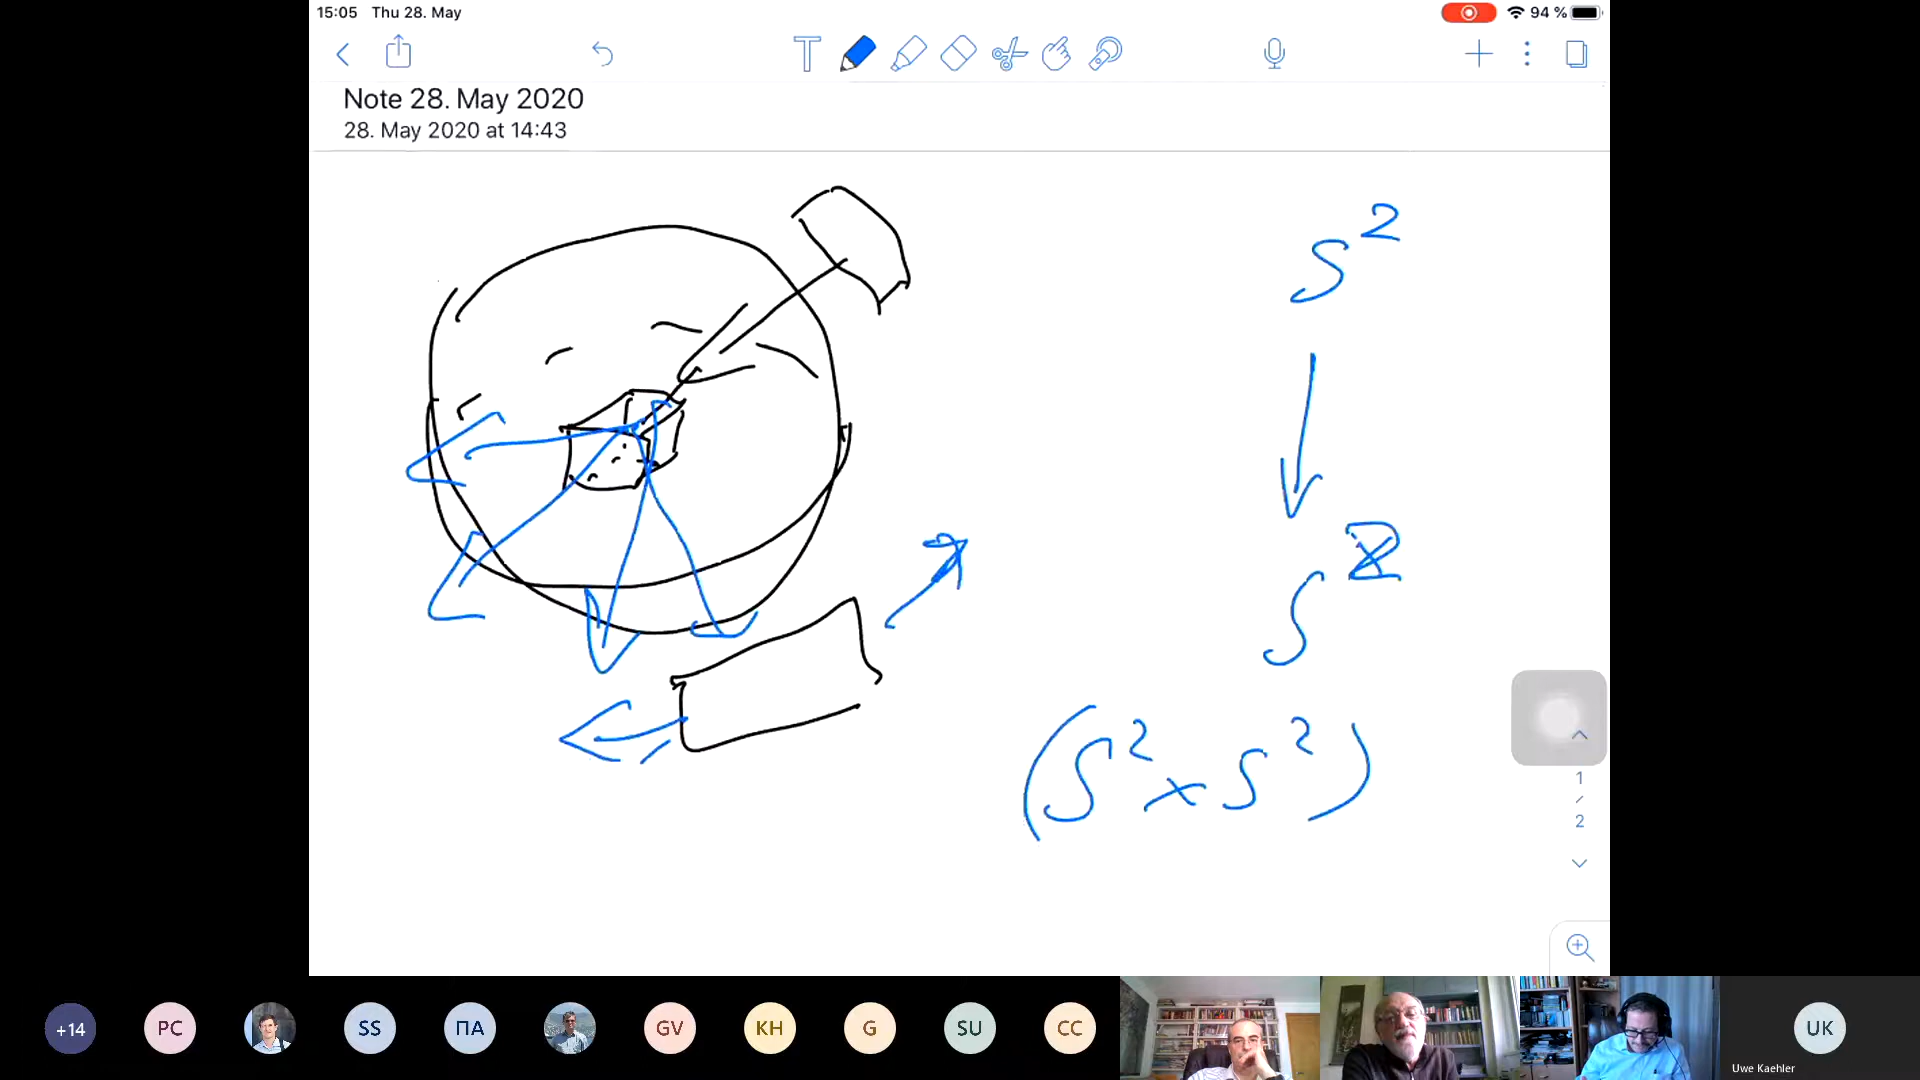 15:05 Thu 28. May 94 %
Note 28. May 2020
28. May 2020 at 14:43
S²
S²
(S² × S²)
1
/
2
+14 PC SS ПА GV KH G SU CC UK
Uwe Kaehler